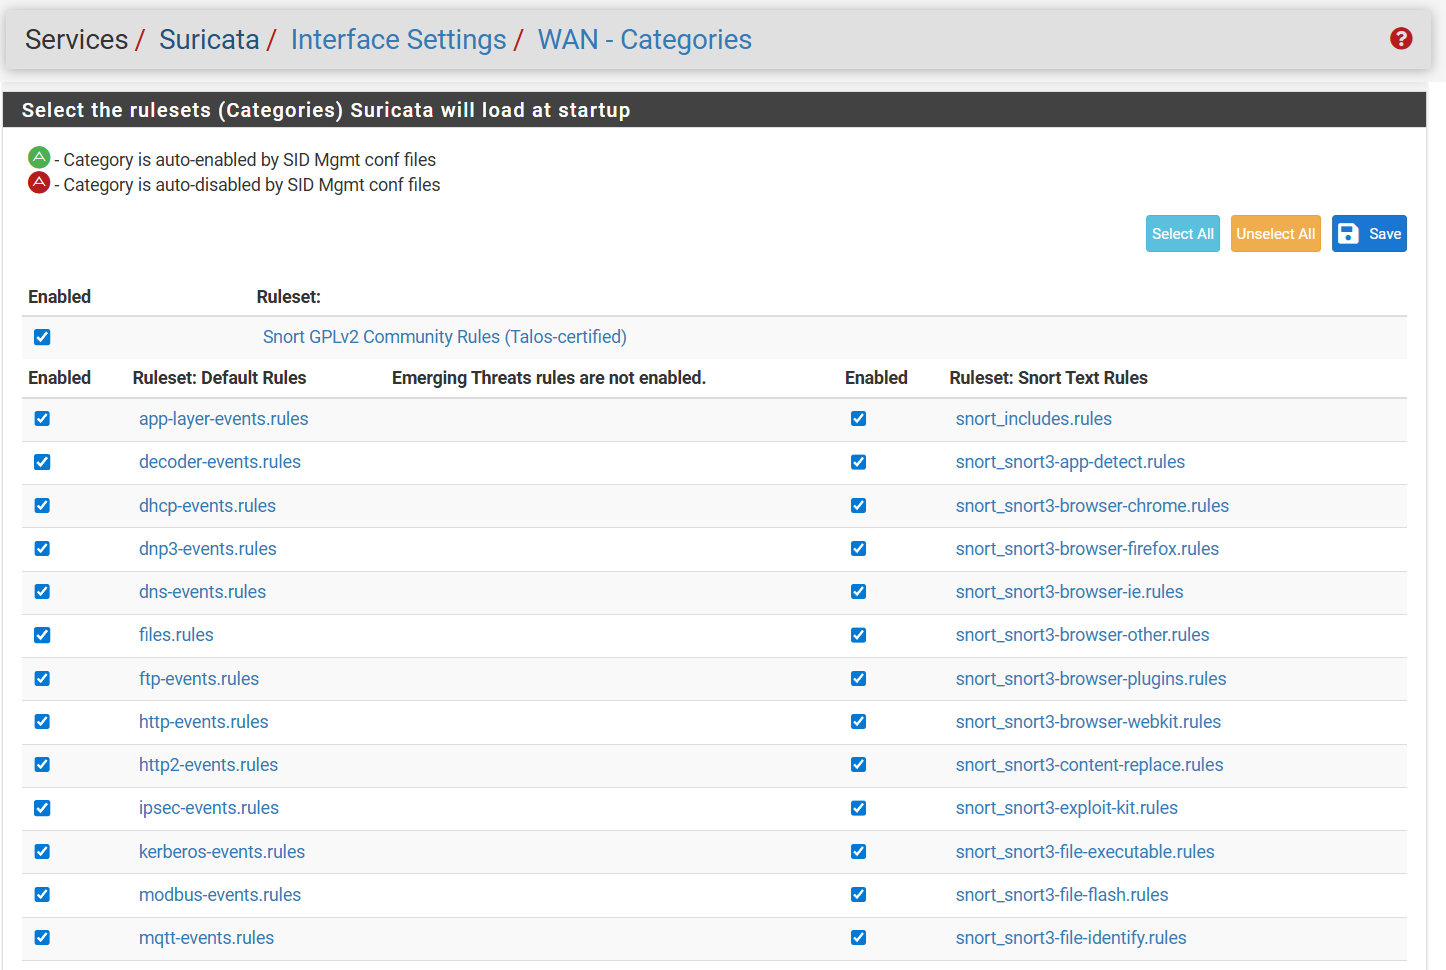 Services / Suricata / Interface Settings / WAN - Categories
Select the rulesets (Categories) Suricata will load at startup
- Category is auto-enabled by SID Mgmt conf files
- Category is auto-disabled by SID Mgmt conf files
Select All Unselect All Save
Enabled Ruleset:
Snort GPLv2 Community Rules (Talos-certified)
Enabled Ruleset: Default Rules Emerging Threats rules are not enabled. Enabled Ruleset: Snort Text Rules
app-layer-events.rules snort_includes.rules
decoder-events.rules snort_snort3-app-detect.rules
dhcp-events.rules snort_snort3-browser-chrome.rules
dnp3-events.rules snort_snort3-browser-firefox.rules
dns-events.rules snort_snort3-browser-ie.rules
files.rules snort_snort3-browser-other.rules
ftp-events.rules snort_snort3-browser-plugins.rules
http-events.rules snort_snort3-browser-webkit.rules
http2-events.rules snort_snort3-content-replace.rules
ipsec-events.rules snort_snort3-exploit-kit.rules
kerberos-events.rules snort_snort3-file-executable.rules
modbus-events.rules snort_snort3-file-flash.rules
mqtt-events.rules snort_snort3-file-identify.rules